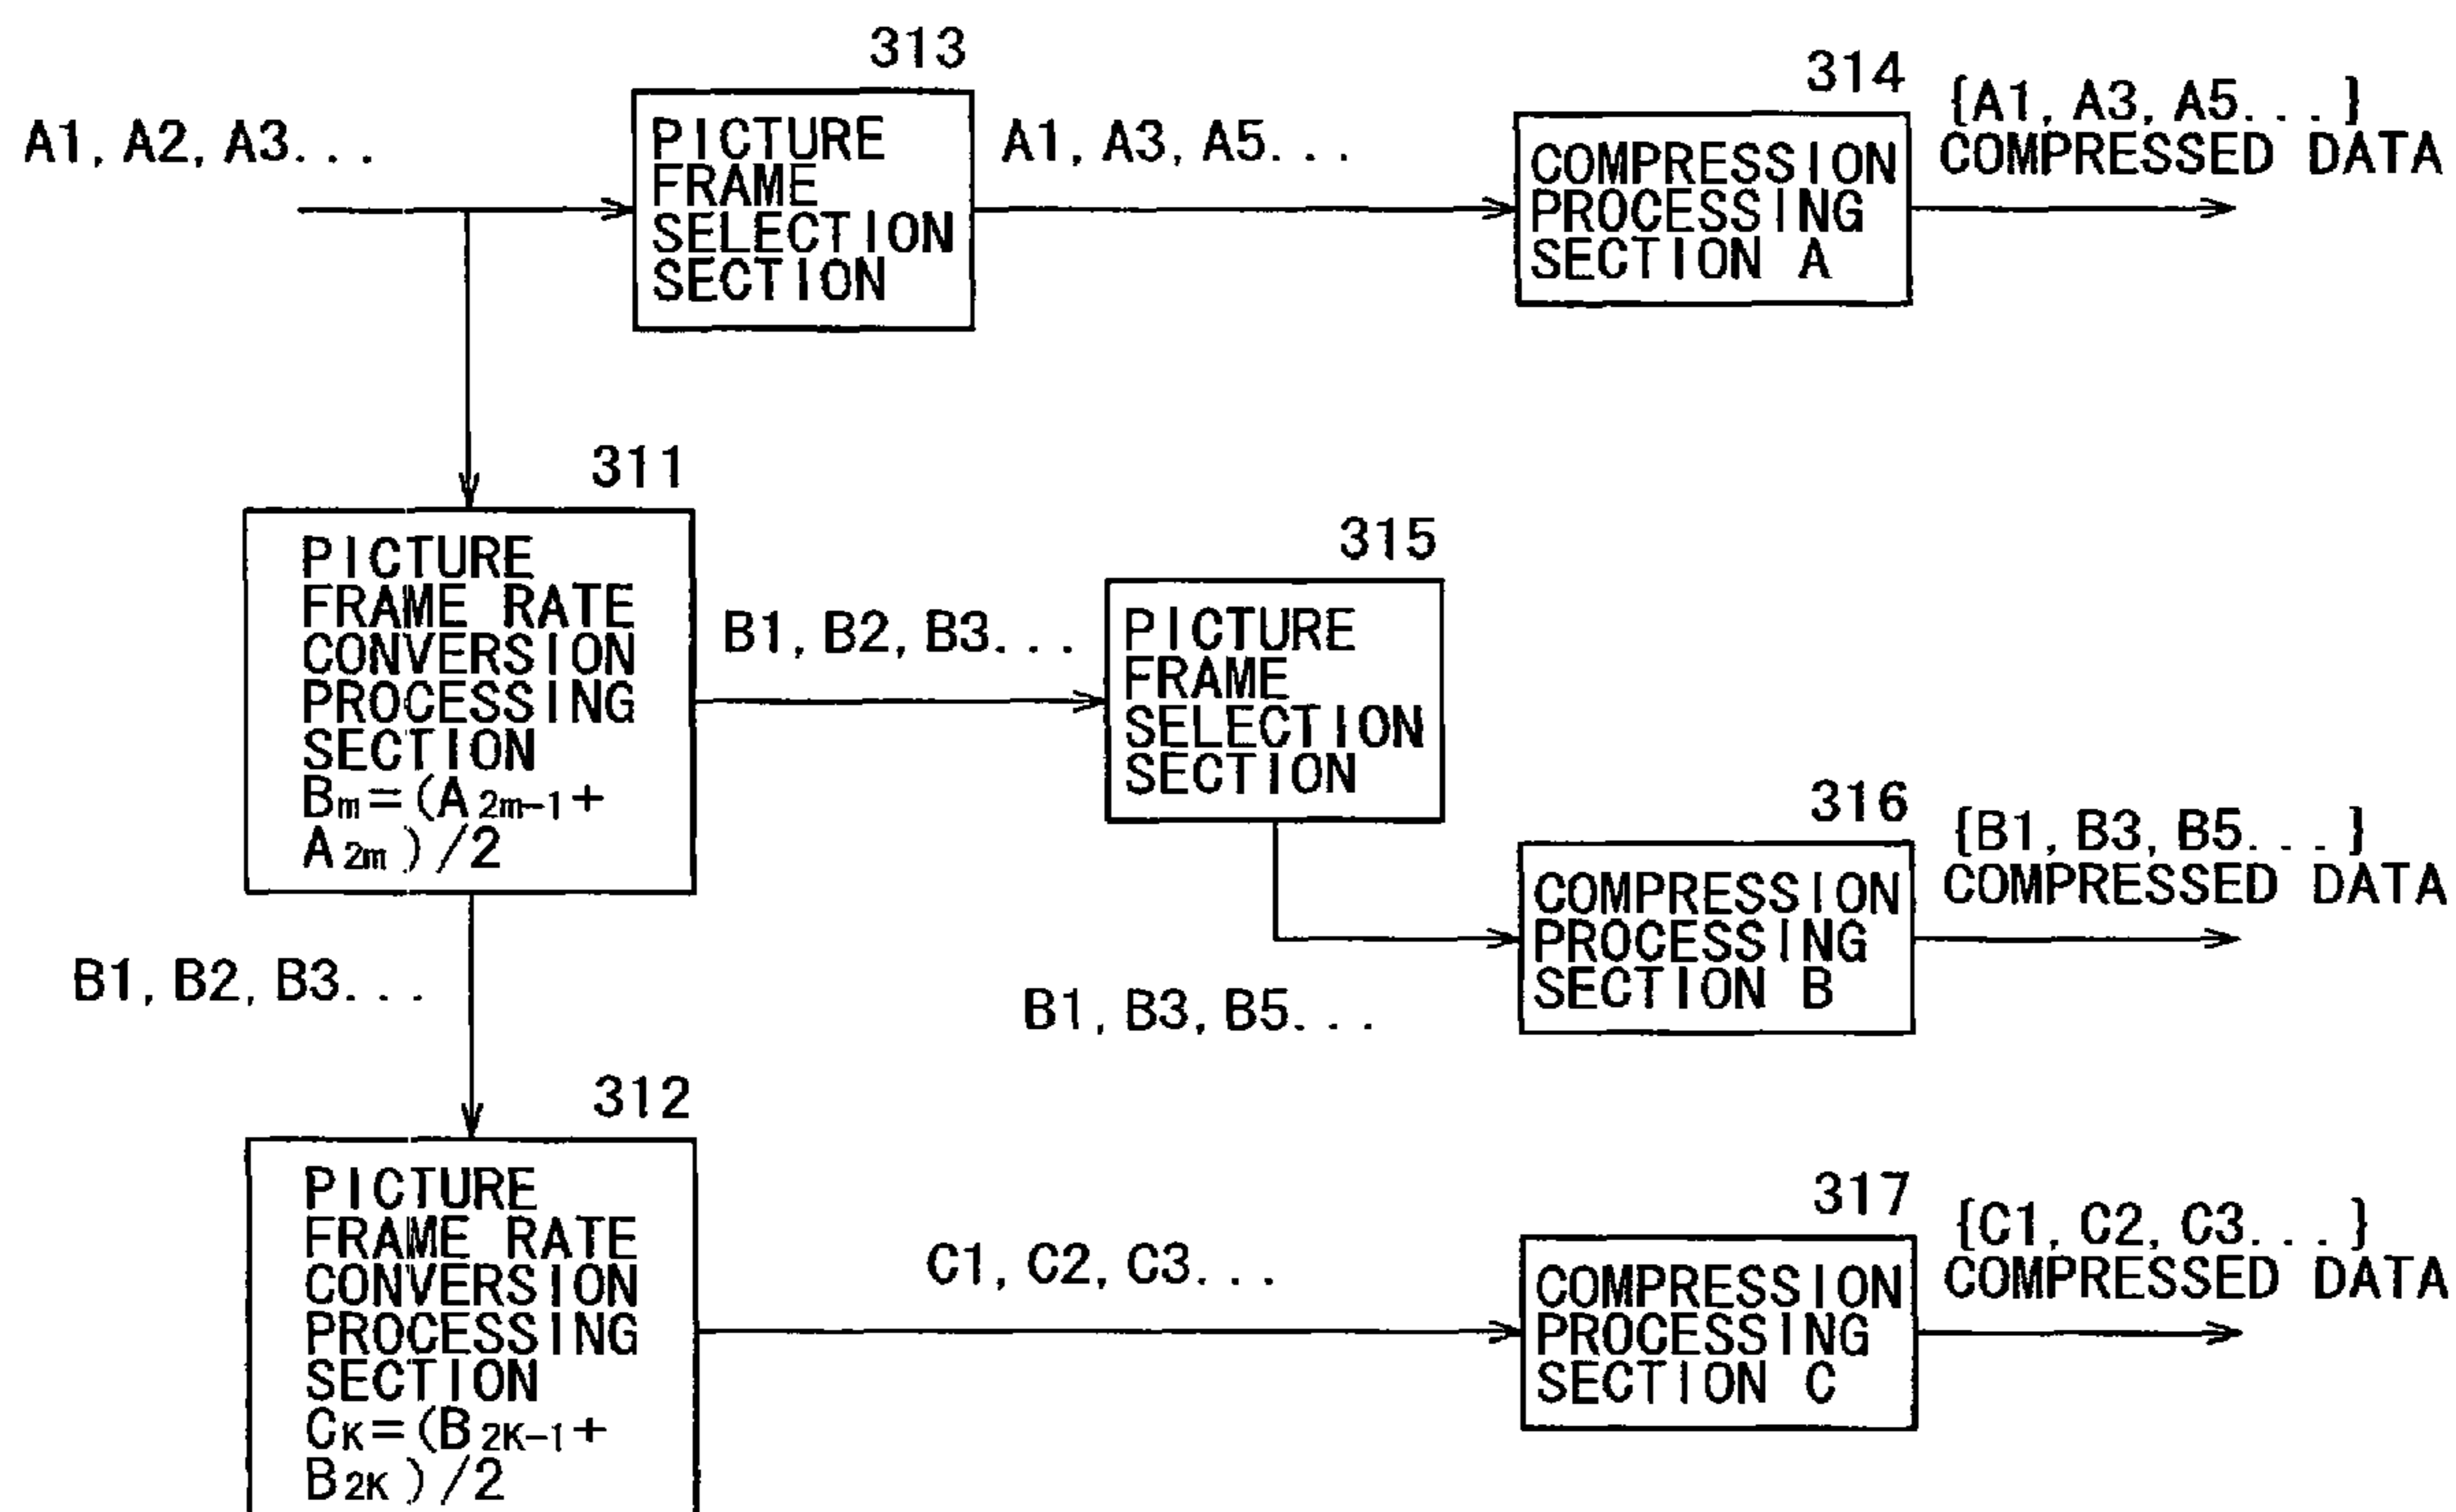 313
314
{A1, A3, A5...}
COMPRESSED DATA
A1, A2, A3...
PICTURE
FRAME
SELECTION
SECTION
A1, A3, A5...
COMPRESSION
PROCESSING
SECTION A
311
PICTURE
FRAME RATE
CONVERSION
PROCESSING
SECTION
Bm=(A2m-1+
A2m)/2
B1, B2, B3...
315
PICTURE
FRAME
SELECTION
SECTION
316
{B1, B3, B5...}
COMPRESSED DATA
COMPRESSION
PROCESSING
SECTION B
B1, B2, B3...
B1, B3, B5...
312
PICTURE
FRAME RATE
CONVERSION
PROCESSING
SECTION
CK=(B2K-1+
B2K)/2
C1, C2, C3...
317
{C1, C2, C3...}
COMPRESSED DATA
COMPRESSION
PROCESSING
SECTION C